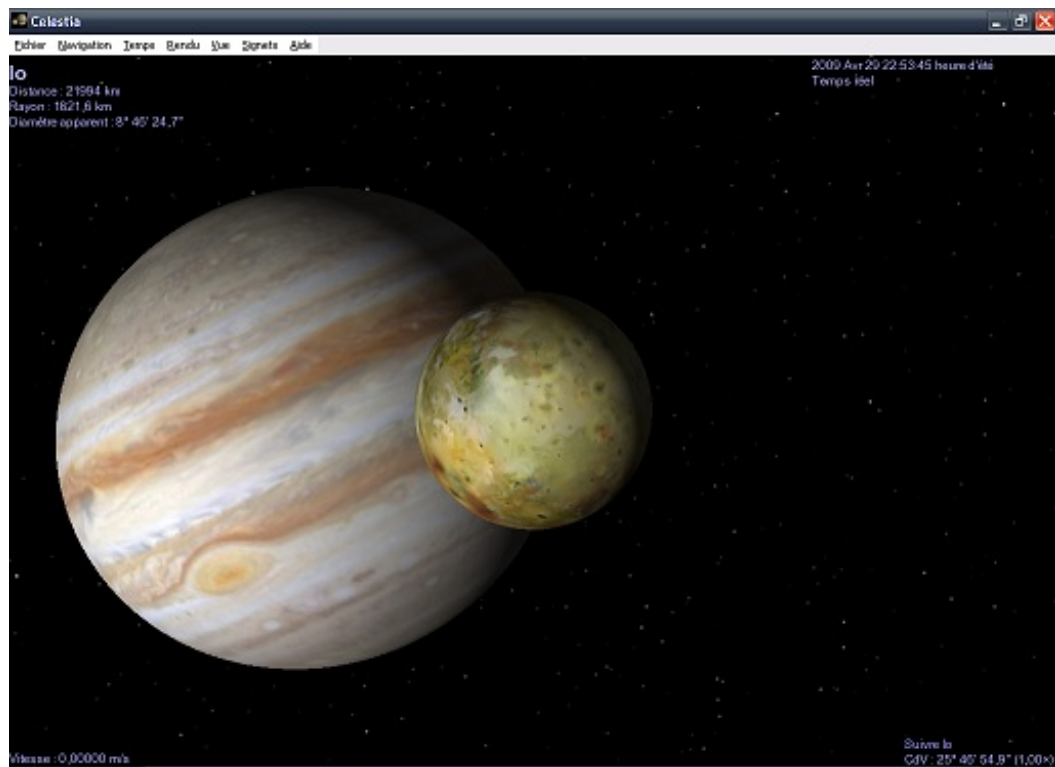 Celestia
Fichier Navigation Temps Rendu Vue Signets Aide
Io
Distance : 21994 km
Rayon : 1821,6 km
Diamètre apparent : 8° 46' 24,7"
2009 Avr 29 22:53:45 heure d'été
Temps réel
Vitesse : 0,00000 m/s
Suivre Io
CdV : 25° 46' 54,9" (1,00×)